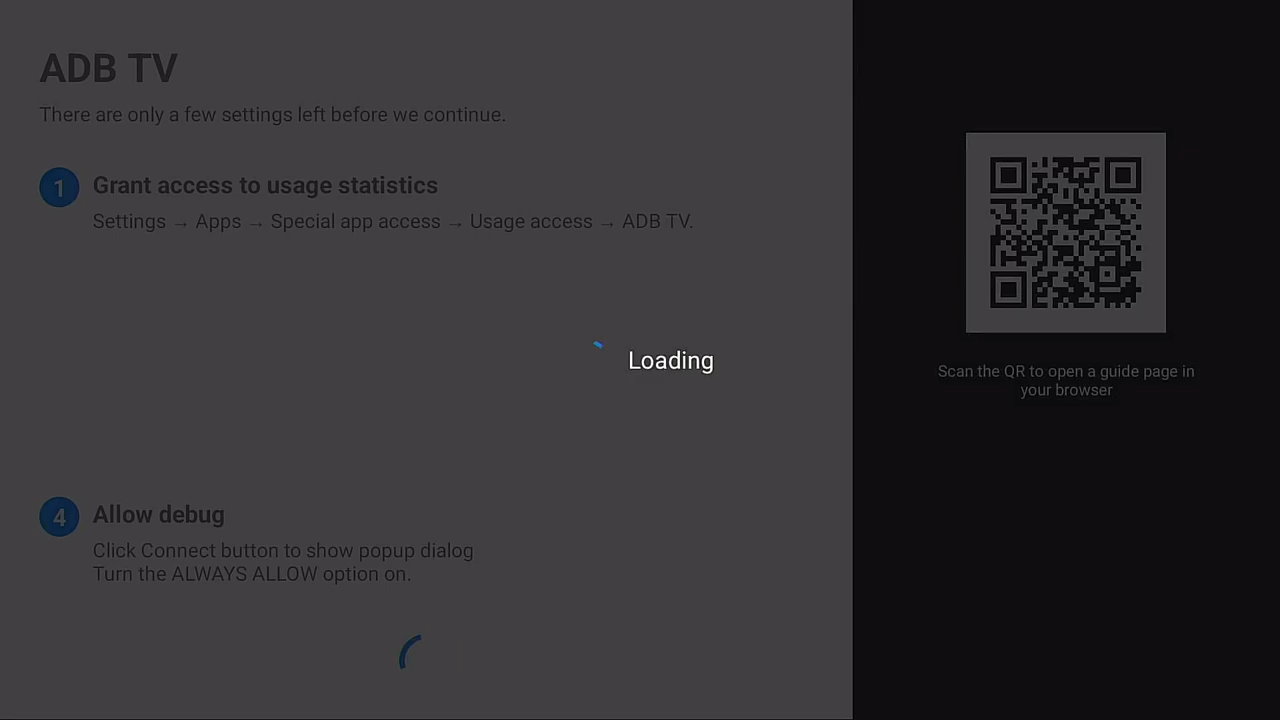 ADB TV
There are only a few settings left before we continue.
1
Grant access to usage statistics
Settings → Apps → Special app access → Usage access → ADB TV.
Loading
4
Allow debug
Click Connect button to show popup dialog
Turn the ALWAYS ALLOW option on.
Scan the QR to open a guide page in
your browser